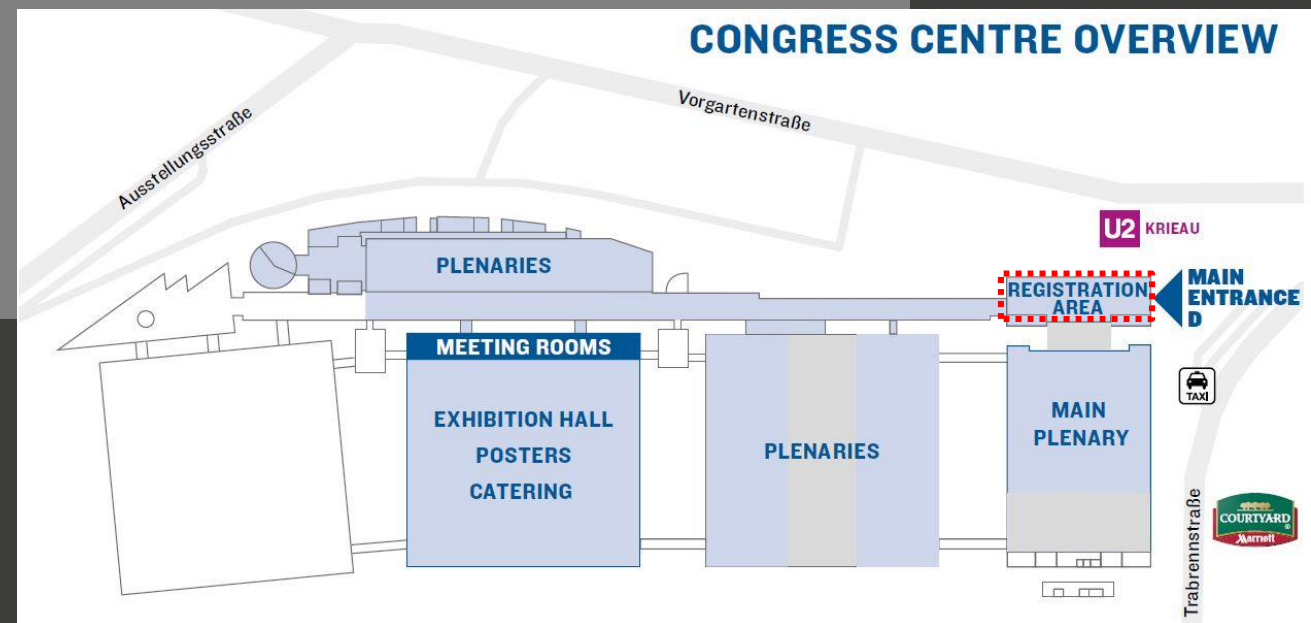 CONGRESS CENTRE OVERVIEW
Vorgartenstraße
Ausstellungsstraße
U2 KRIEAU
PLENARIES
REGISTRATION
AREA
MAIN
ENTRANCE
D
MEETING ROOMS
EXHIBITION HALL
POSTERS
CATERING
PLENARIES
MAIN
PLENARY
TAXI
Trabrennstraße
COURTYARD
Marriott